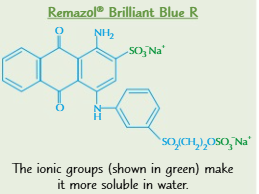 Remazol® Brilliant Blue R
O NH₂
SO₃⁻Na⁺
O N
H
SO₂(CH₂)₂OSO₃⁻Na⁺
The ionic groups (shown in green) make
it more soluble in water.